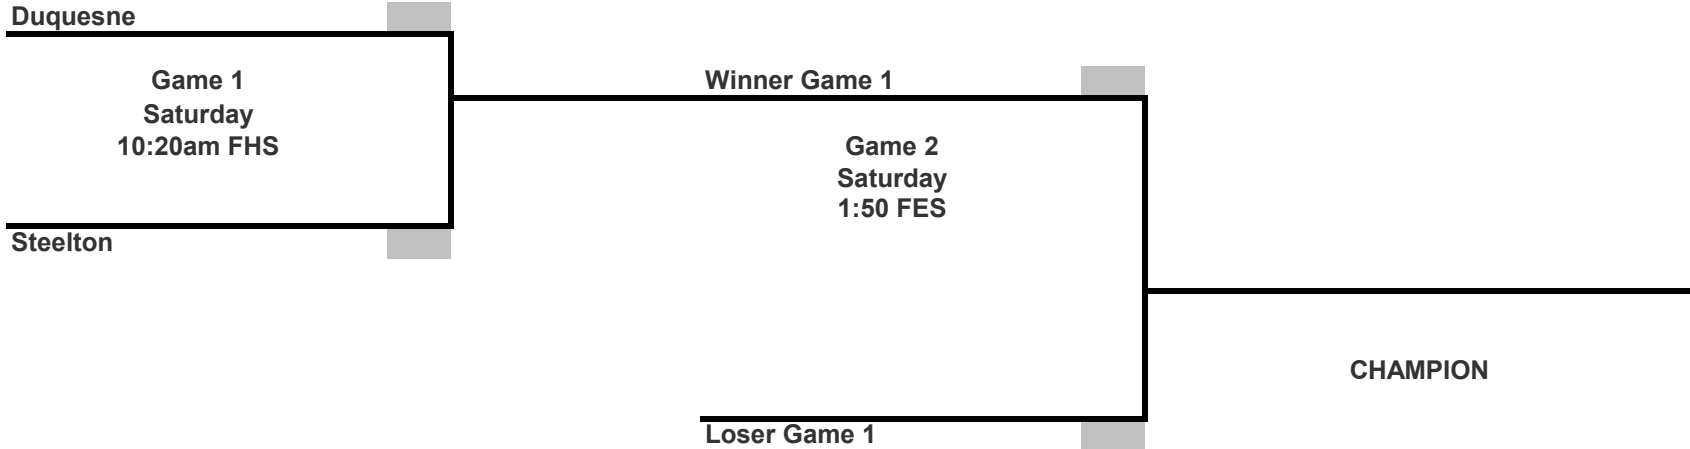 Duquesne
Game 1
Saturday
10:20am FHS
Steelton
Winner Game 1
Game 2
Saturday
1:50 FES
Loser Game 1
CHAMPION